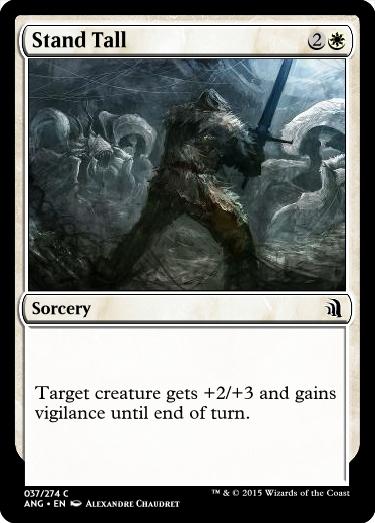 Stand Tall 2
Sorcery
Target creature gets +2/+3 and gains
vigilance until end of turn.
037/274 C ™ & © 2015 Wizards of the Coast
ANG • EN Alexandre Chaudret